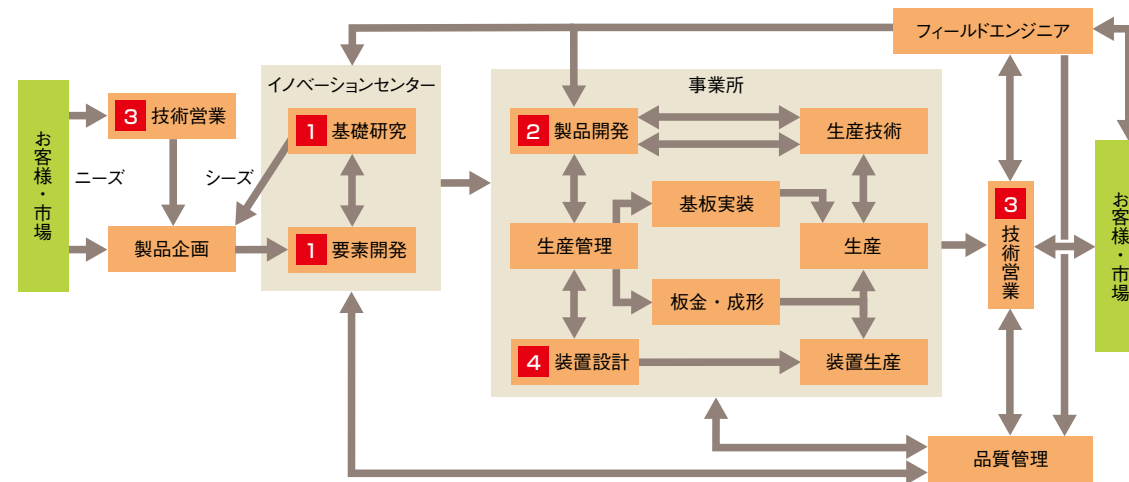 フィールドエンジニア
イノベーションセンター
事業所
お客様・市場
3 技術営業
1 基礎研究
2 製品開発
生産技術
ニーズ
シーズ
基板実装
3 技術営業
お客様・市場
製品企画
1 要素開発
生産管理
生産
板金・成形
4 装置設計
装置生産
品質管理